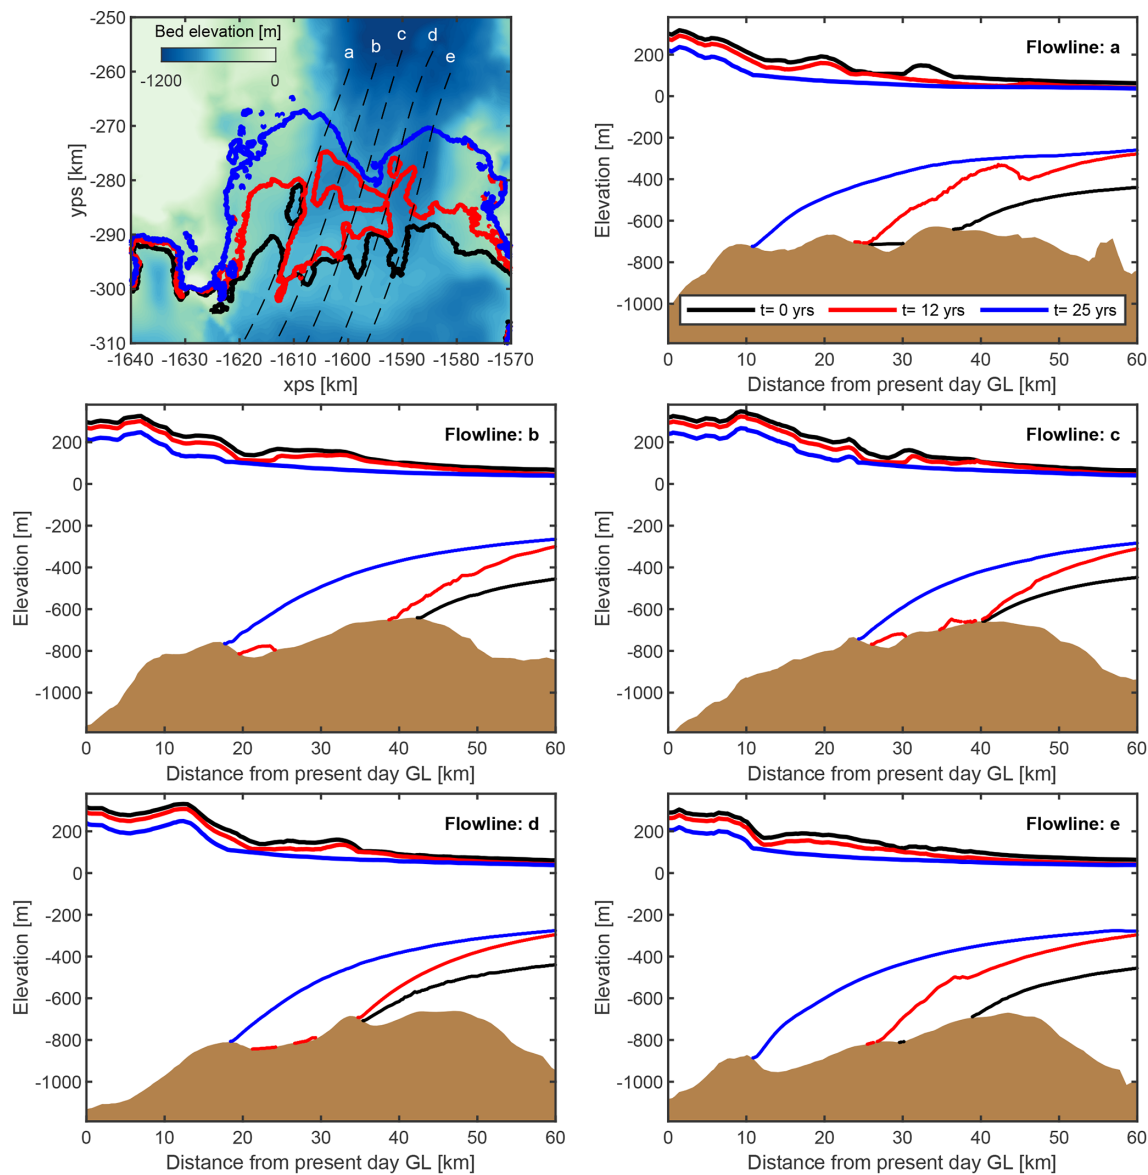 -250
-260
-270
-280
-290
-300
-310
yps [km]
Bed elevation [m]
-1200 0
a b c d e
-1640 -1630 -1620 -1610 -1600 -1590 -1580 -1570
xps [km]
Flowline: a
200
0
-200
-400
-600
-800
-1000
Elevation [m]
t= 0 yrs t= 12 yrs t= 25 yrs
0 10 20 30 40 50 60
Distance from present day GL [km]
Flowline: b
200
0
-200
-400
-600
-800
-1000
Elevation [m]
0 10 20 30 40 50 60
Distance from present day GL [km]
Flowline: c
200
0
-200
-400
-600
-800
-1000
Elevation [m]
0 10 20 30 40 50 60
Distance from present day GL [km]
Flowline: d
200
0
-200
-400
-600
-800
-1000
Elevation [m]
0 10 20 30 40 50 60
Distance from present day GL [km]
Flowline: e
200
0
-200
-400
-600
-800
-1000
Elevation [m]
0 10 20 30 40 50 60
Distance from present day GL [km]